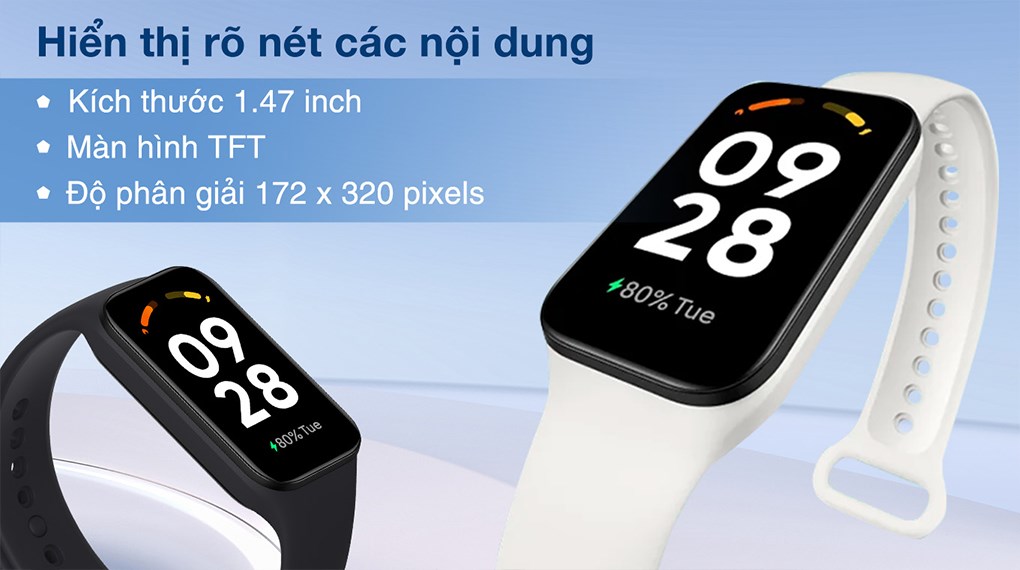 Hiển thị rõ nét các nội dung
Kích thước 1.47 inch
Màn hình TFT
Độ phân giải 172 x 320 pixels
09
28
80% Tue
09
28
80% Tue